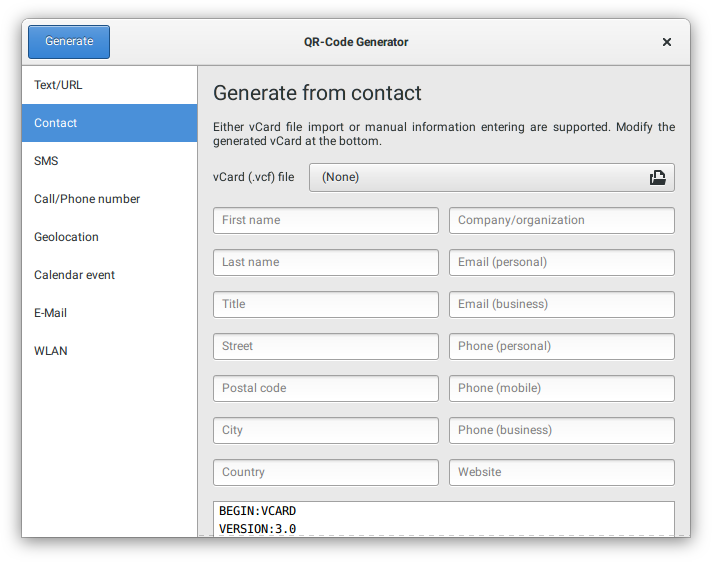 Generate
QR-Code Generator
Text/URL
Contact
SMS
Call/Phone number
Geolocation
Calendar event
E-Mail
WLAN
Generate from contact
Either vCard file import or manual information entering are supported. Modify the
generated vCard at the bottom.
vCard (.vcf) file
(None)
First name
Company/organization
Last name
Email (personal)
Title
Email (business)
Street
Phone (personal)
Postal code
Phone (mobile)
City
Phone (business)
Country
Website
BEGIN:VCARD
VERSION:3.0